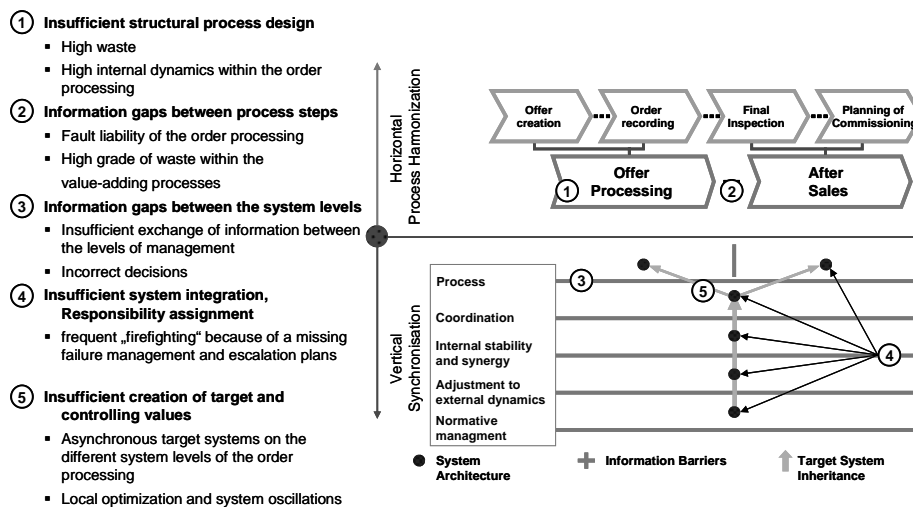 1 Insufficient structural process design
▪ High waste
▪ High internal dynamics within the order
processing
2 Information gaps between process steps
▪ Fault liability of the order processing
▪ High grade of waste within the
value-adding processes
3 Information gaps between the system levels
▪ Insufficient exchange of information between
the levels of management
▪ Incorrect decisions
4 Insufficient system integration,
Responsibility assignment
▪ frequent „firefighting“ because of a missing
failure management and escalation plans
5 Insufficient creation of target and
controlling values
▪ Asynchronous target systems on the
different system levels of the order
processing
▪ Local optimization and system oscillations
Horizontal
Process Harmonization
Vertical
Synchronisation
Offer
creation
Order
recording
Final
Inspection
Planning of
Commissioning
1 Offer
Processing
2 After
Sales
Process
Coordination
Internal stability
and synergy
Adjustment to
external dynamics
Normative
managment
3
5
4
System
Architecture
Information Barriers
Target System
Inheritance